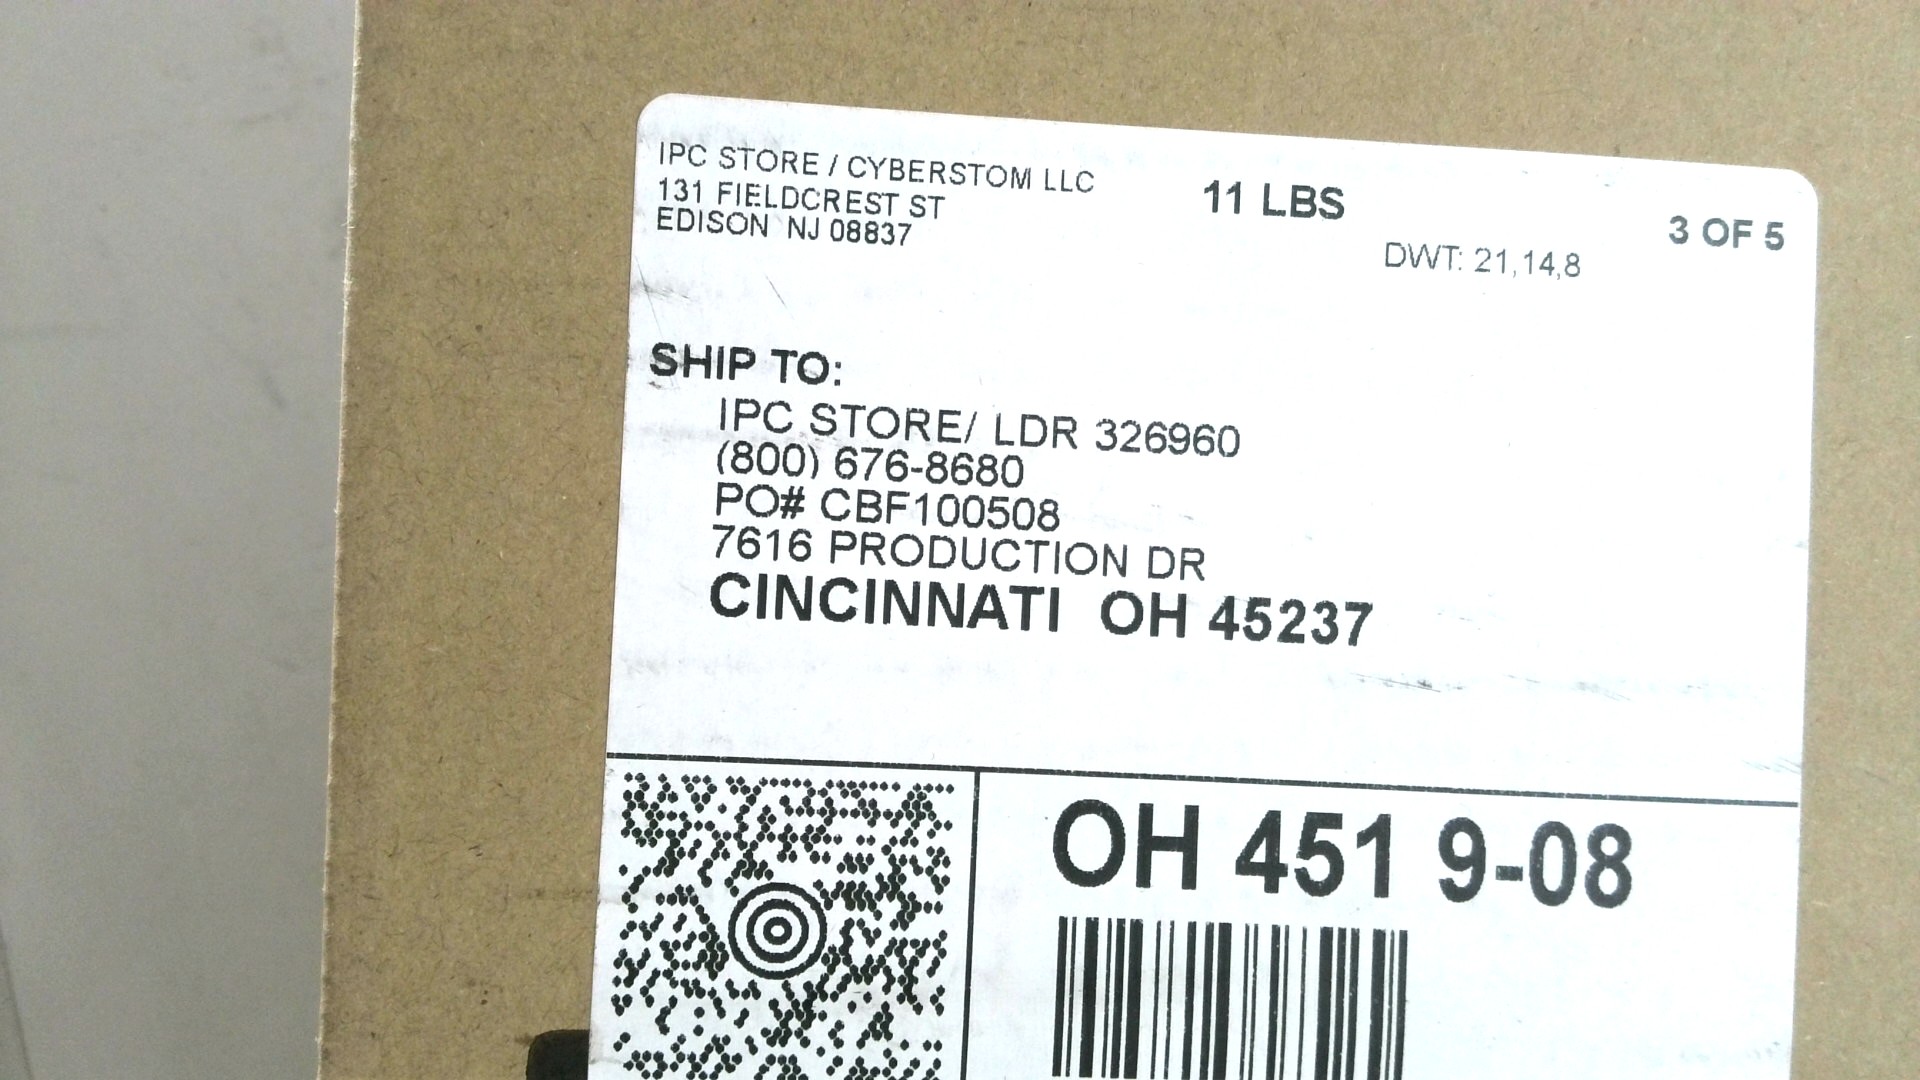 IPC STORE / CYBERSTOM LLC
131 FIELDCREST ST
EDISON NJ 08837
11 LBS
3 OF 5
DWT: 21,14,8
SHIP TO:
IPC STORE/ LDR 326960
(800) 676-8680
PO# CBF100508
7616 PRODUCTION DR
CINCINNATI OH 45237
OH 451 9-08